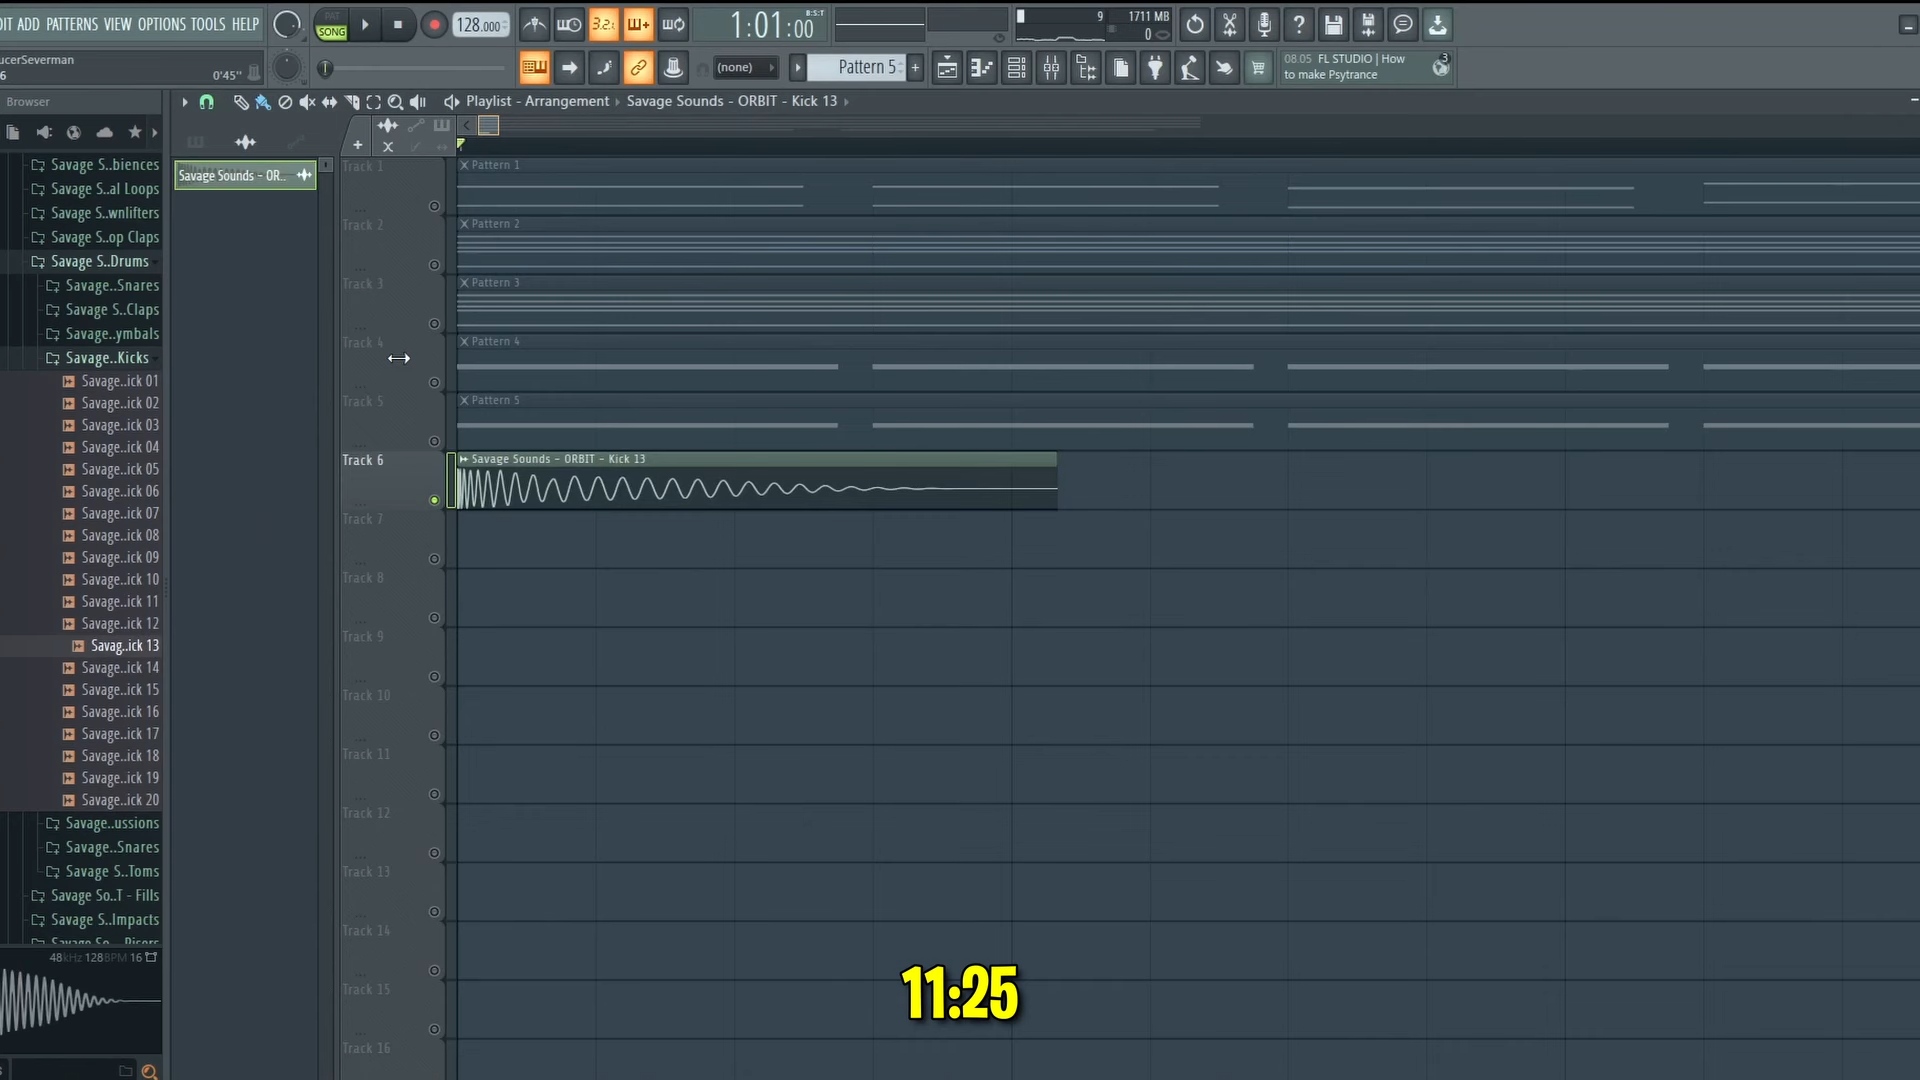 DIT ADD PATTERNS VIEW OPTIONS TOOLS HELP
PAT
SONG
128.000
3.2.
1:01:00
B:S:T
9
1711 MB
0
ucerSeverman
6
0'45"
(none)
Pattern 5
08.05 FL STUDIO | How
to make Psytrance
3
Browser
Playlist - Arrangement
Savage Sounds - ORBIT - Kick 13
Savage S..biences
Savage S..al Loops
Savage S..wnlifters
Savage S..op Claps
Savage S..Drums
Savage..Snares
Savage S..Claps
Savage..ymbals
Savage..Kicks
Savage..ick 01
Savage..ick 02
Savage..ick 03
Savage..ick 04
Savage..ick 05
Savage..ick 06
Savage..ick 07
Savage..ick 08
Savage..ick 09
Savage..ick 10
Savage..ick 11
Savage..ick 12
Savag..ick 13
Savage..ick 14
Savage..ick 15
Savage..ick 16
Savage..ick 17
Savage..ick 18
Savage..ick 19
Savage..ick 20
Savage..ussions
Savage..Snares
Savage S..Toms
Savage So..T - Fills
Savage S..Impacts
Savage So.. Risers
48kHz 128BPM 16
Savage Sounds - OR..
Track 1
Pattern 1
Track 2
Pattern 2
Track 3
Pattern 3
Track 4
Pattern 4
Track 5
Pattern 5
Track 6
Savage Sounds - ORBIT - Kick 13
Track 7
Track 8
Track 9
Track 10
Track 11
Track 12
Track 13
Track 14
Track 15
Track 16
11:25